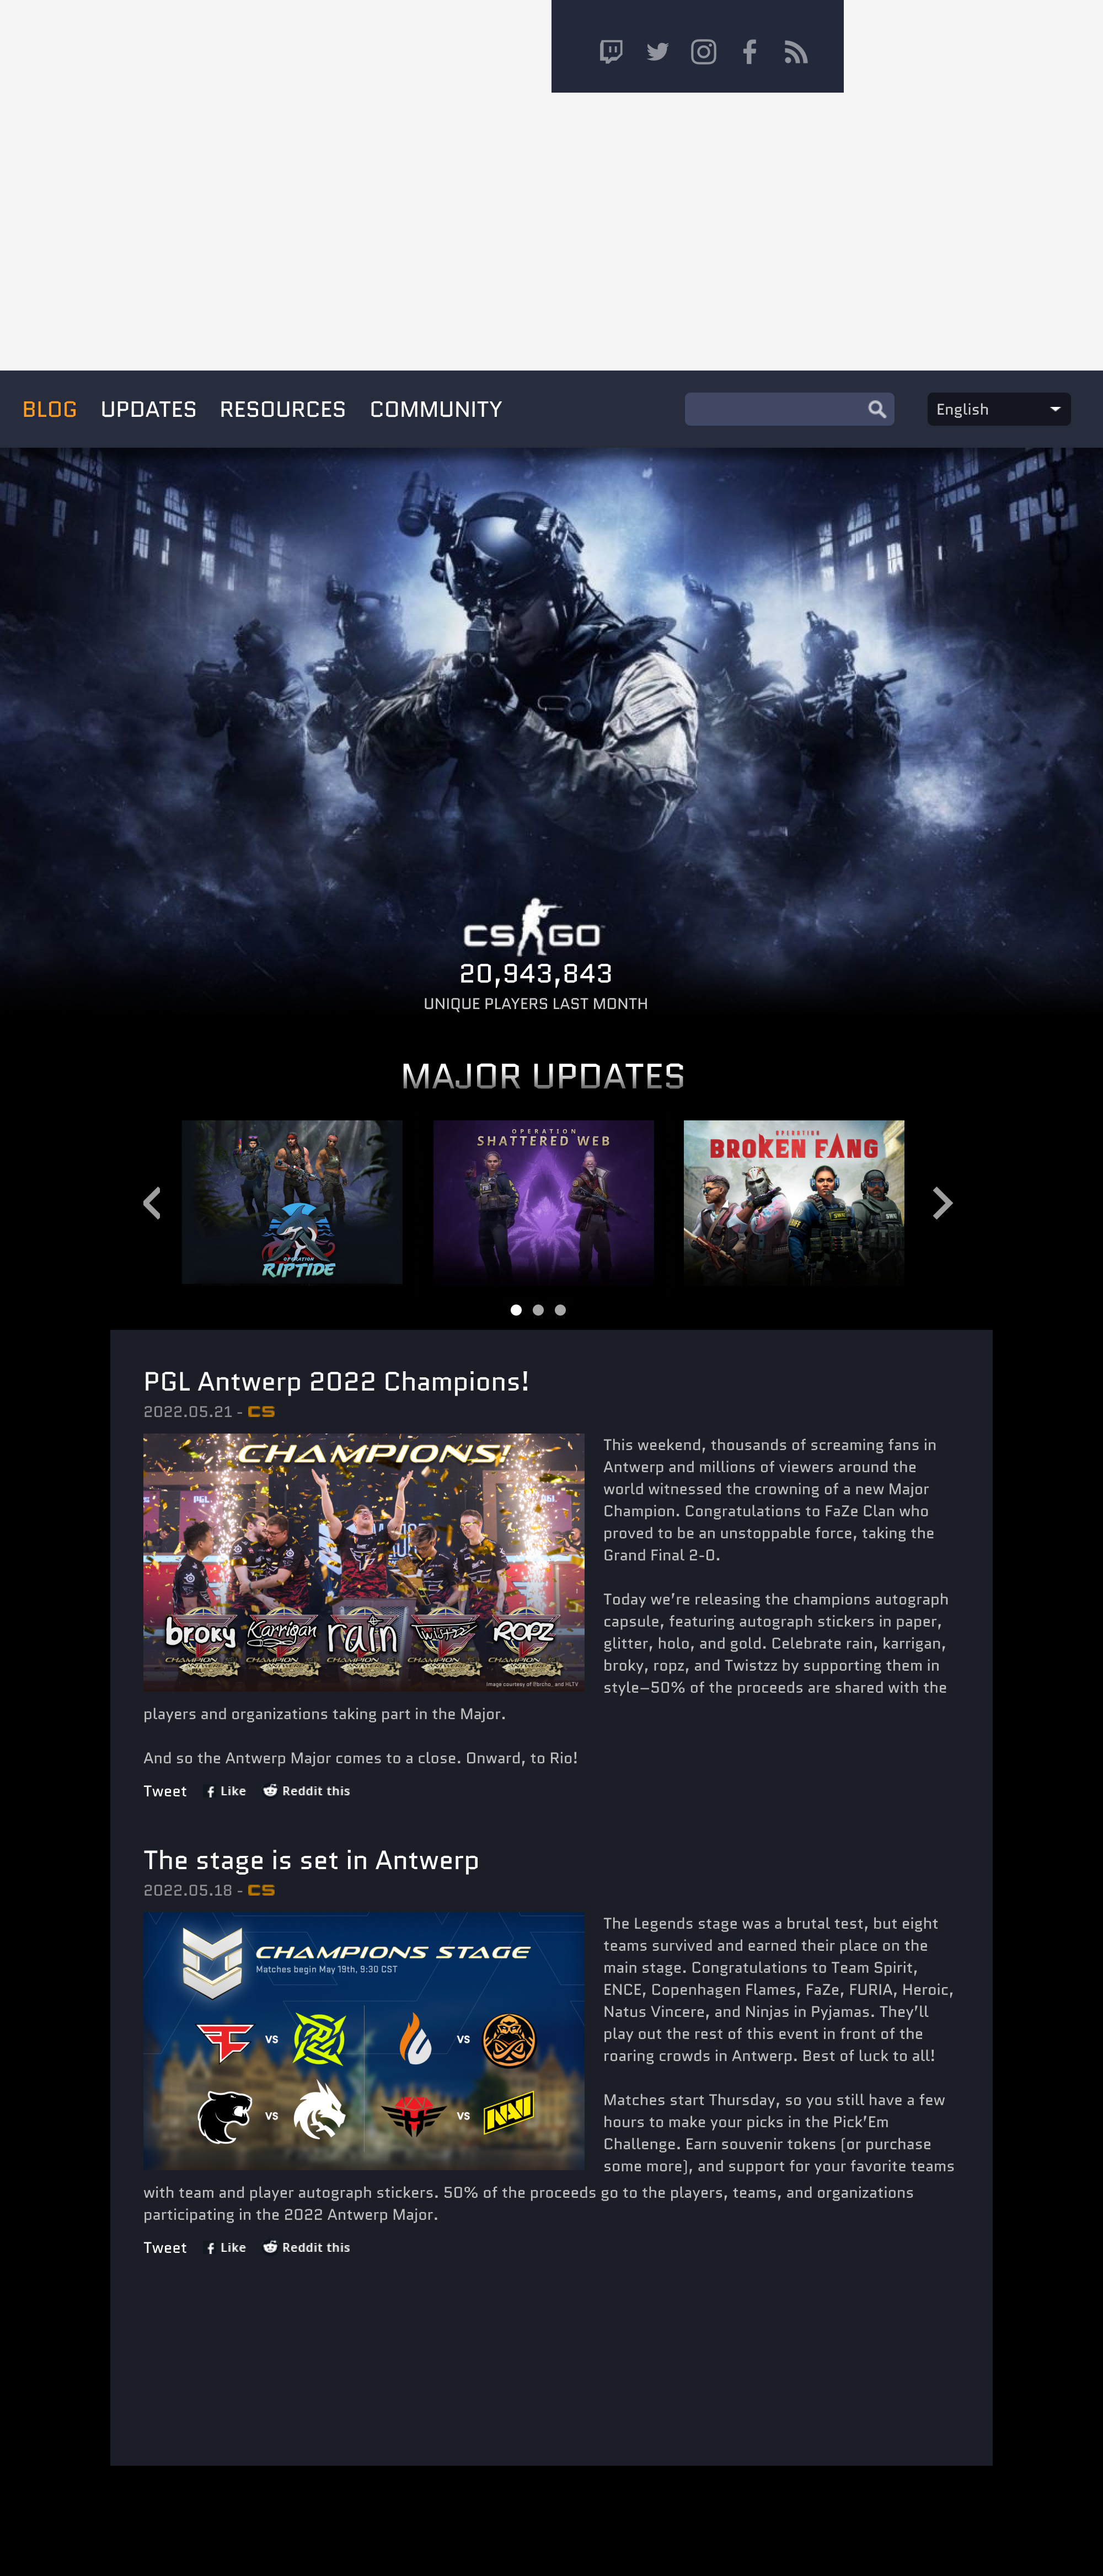 BLOG UPDATES RESOURCES COMMUNITY English
CS GO
20,943,843
UNIQUE PLAYERS LAST MONTH
MAJOR UPDATES
OPERATION
RIPTIDE
OPERATION
SHATTERED WEB
OPERATION
BROKEN FANG
PGL Antwerp 2022 Champions!
2022.05.21 - CS
CHAMPIONS!
PGL
broky Karrigan rain Twistzz ROPZ
CHAMPION CHAMPION CHAMPION CHAMPION CHAMPION
ANTWERP ANTWERP ANTWERP ANTWERP ANTWERP
This weekend, thousands of screaming fans in
Antwerp and millions of viewers around the
world witnessed the crowning of a new Major
Champion. Congratulations to FaZe Clan who
proved to be an unstoppable force, taking the
Grand Final 2-0.
Today we’re releasing the champions autograph
capsule, featuring autograph stickers in paper,
glitter, holo, and gold. Celebrate rain, karrigan,
broky, ropz, and Twistzz by supporting them in
style–50% of the proceeds are shared with the
players and organizations taking part in the Major.
And so the Antwerp Major comes to a close. Onward, to Rio!
Tweet Like Reddit this
The stage is set in Antwerp
2022.05.18 - CS
CHAMPIONS STAGE
Matches begin May 19th, 9:30 CST
VS VS
VS VS NAVI
The Legends stage was a brutal test, but eight
teams survived and earned their place on the
main stage. Congratulations to Team Spirit,
ENCE, Copenhagen Flames, FaZe, FURIA, Heroic,
Natus Vincere, and Ninjas in Pyjamas. They’ll
play out the rest of this event in front of the
roaring crowds in Antwerp. Best of luck to all!
Matches start Thursday, so you still have a few
hours to make your picks in the Pick’Em
Challenge. Earn souvenir tokens (or purchase
some more), and support for your favorite teams
with team and player autograph stickers. 50% of the proceeds go to the players, teams, and organizations
participating in the 2022 Antwerp Major.
Tweet Like Reddit this